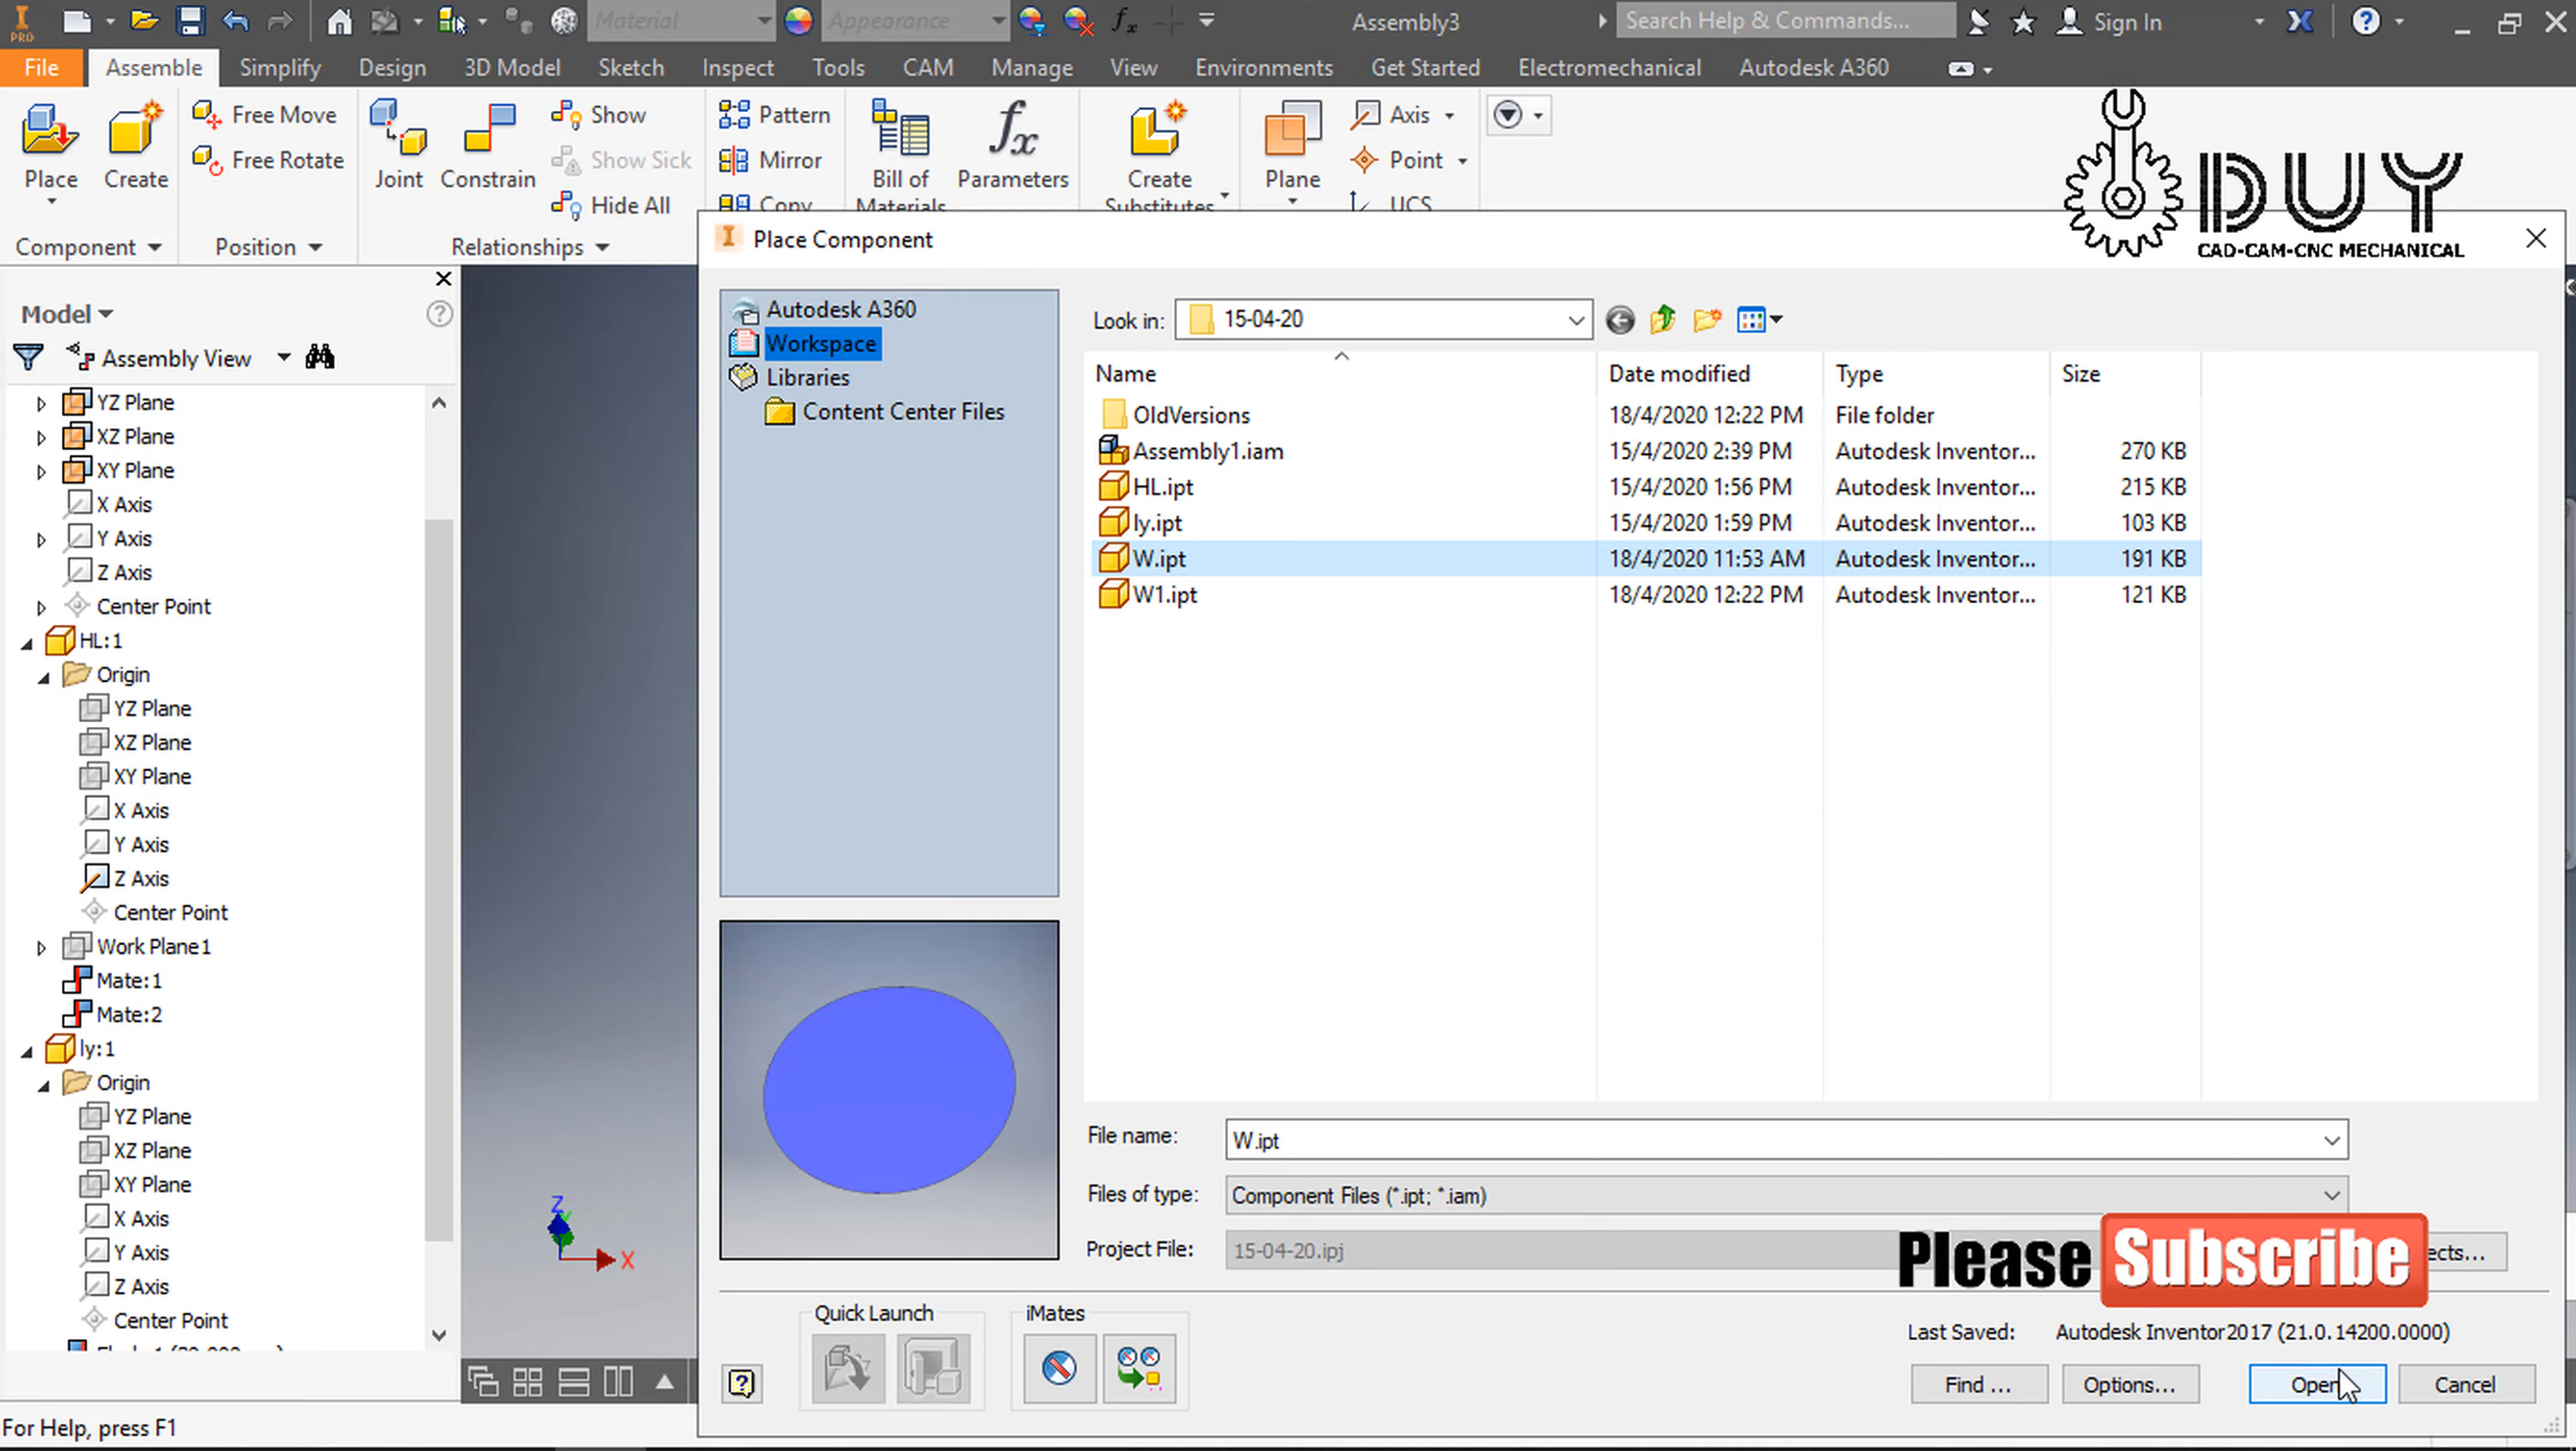 PRO
Material
Appearance
fx
Assembly3
Search Help & Commands...
Sign In
File
Assemble
Simplify
Design
3D Model
Sketch
Inspect
Tools
CAM
Manage
View
Environments
Get Started
Electromechanical
Autodesk A360
Place
Create
Free Move
Free Rotate
Joint
Constrain
Show
Show Sick
Hide All
Pattern
Mirror
Copy
Bill of
Materials
fx
Parameters
Create
Substitutes
Plane
Axis
Point
UCS
Component
Position
Relationships
DUY
CAD-CAM-CNC MECHANICAL
Place Component
Model
Assembly View
YZ Plane
XZ Plane
XY Plane
X Axis
Y Axis
Z Axis
Center Point
HL:1
Origin
YZ Plane
XZ Plane
XY Plane
X Axis
Y Axis
Z Axis
Center Point
Work Plane1
Mate:1
Mate:2
ly:1
Origin
YZ Plane
XZ Plane
XY Plane
X Axis
Y Axis
Z Axis
Center Point
For Help, press F1
Z
Y
X
Autodesk A360
Workspace
Libraries
Content Center Files
Look in:
15-04-20
Name Date modified Type Size
OldVersions 18/4/2020 12:22 PM File folder
Assembly1.iam 15/4/2020 2:39 PM Autodesk Inventor... 270 KB
HL.ipt 15/4/2020 1:56 PM Autodesk Inventor... 215 KB
ly.ipt 15/4/2020 1:59 PM Autodesk Inventor... 103 KB
W.ipt 18/4/2020 11:53 AM Autodesk Inventor... 191 KB
W1.ipt 18/4/2020 12:22 PM Autodesk Inventor... 121 KB
File name: W.ipt
Files of type: Component Files (*.ipt; *.iam)
Project File: 15-04-20.ipj
ects...
Please Subscribe
Quick Launch
iMates
Last Saved: Autodesk Inventor2017 (21.0.14200.0000)
Find ...
Options...
Open
Cancel